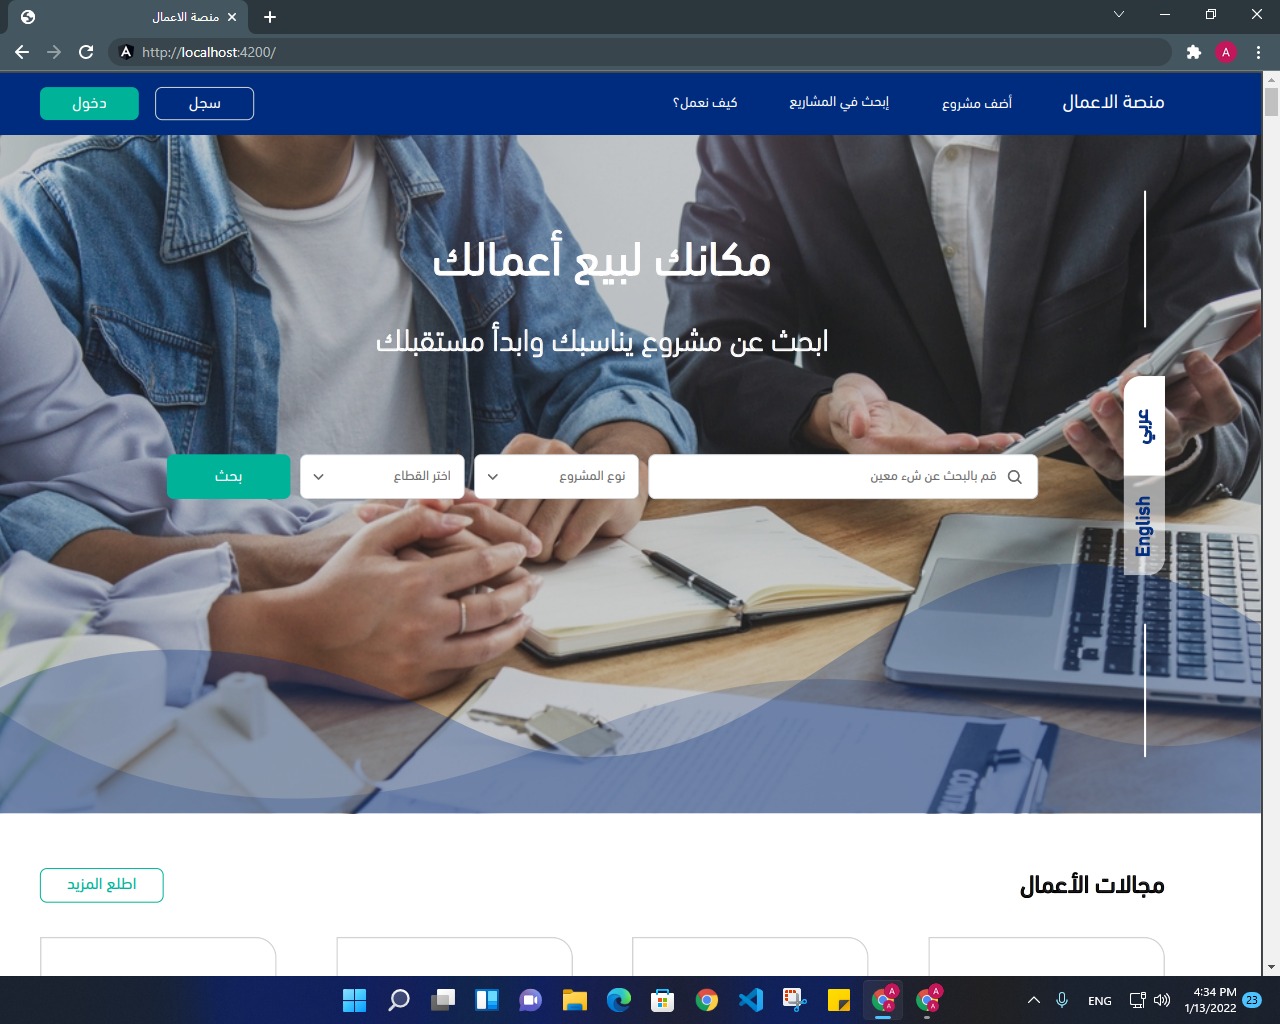 منصة الاعمال
http://localhost:4200/
منصة الاعمال
أضف مشروع
إبحث في المشاريع
كيف نعمل؟
سجل
دخول
مكانك لبيع أعمالك
ابحث عن مشروع يناسبك وابدأ مستقبلك
عربي
English
قم بالبحث عن شء معين
نوع المشروع
اختر القطاع
بحث
مجالات الأعمال
اطلع المزيد
ENG
4:34 PM
1/13/2022
23